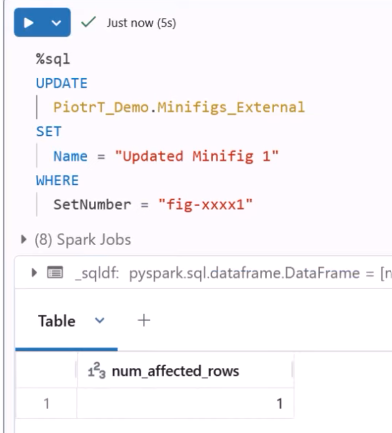 Just now (5s)
%sql
UPDATE
PiotrT_Demo.Minifigs_External
SET
Name = "Updated Minifig 1"
WHERE
SetNumber = "fig-xxxx1"
(8) Spark Jobs
_sqldf: pyspark.sql.dataframe.DataFrame = [n
Table
123 num_affected_rows
1 1